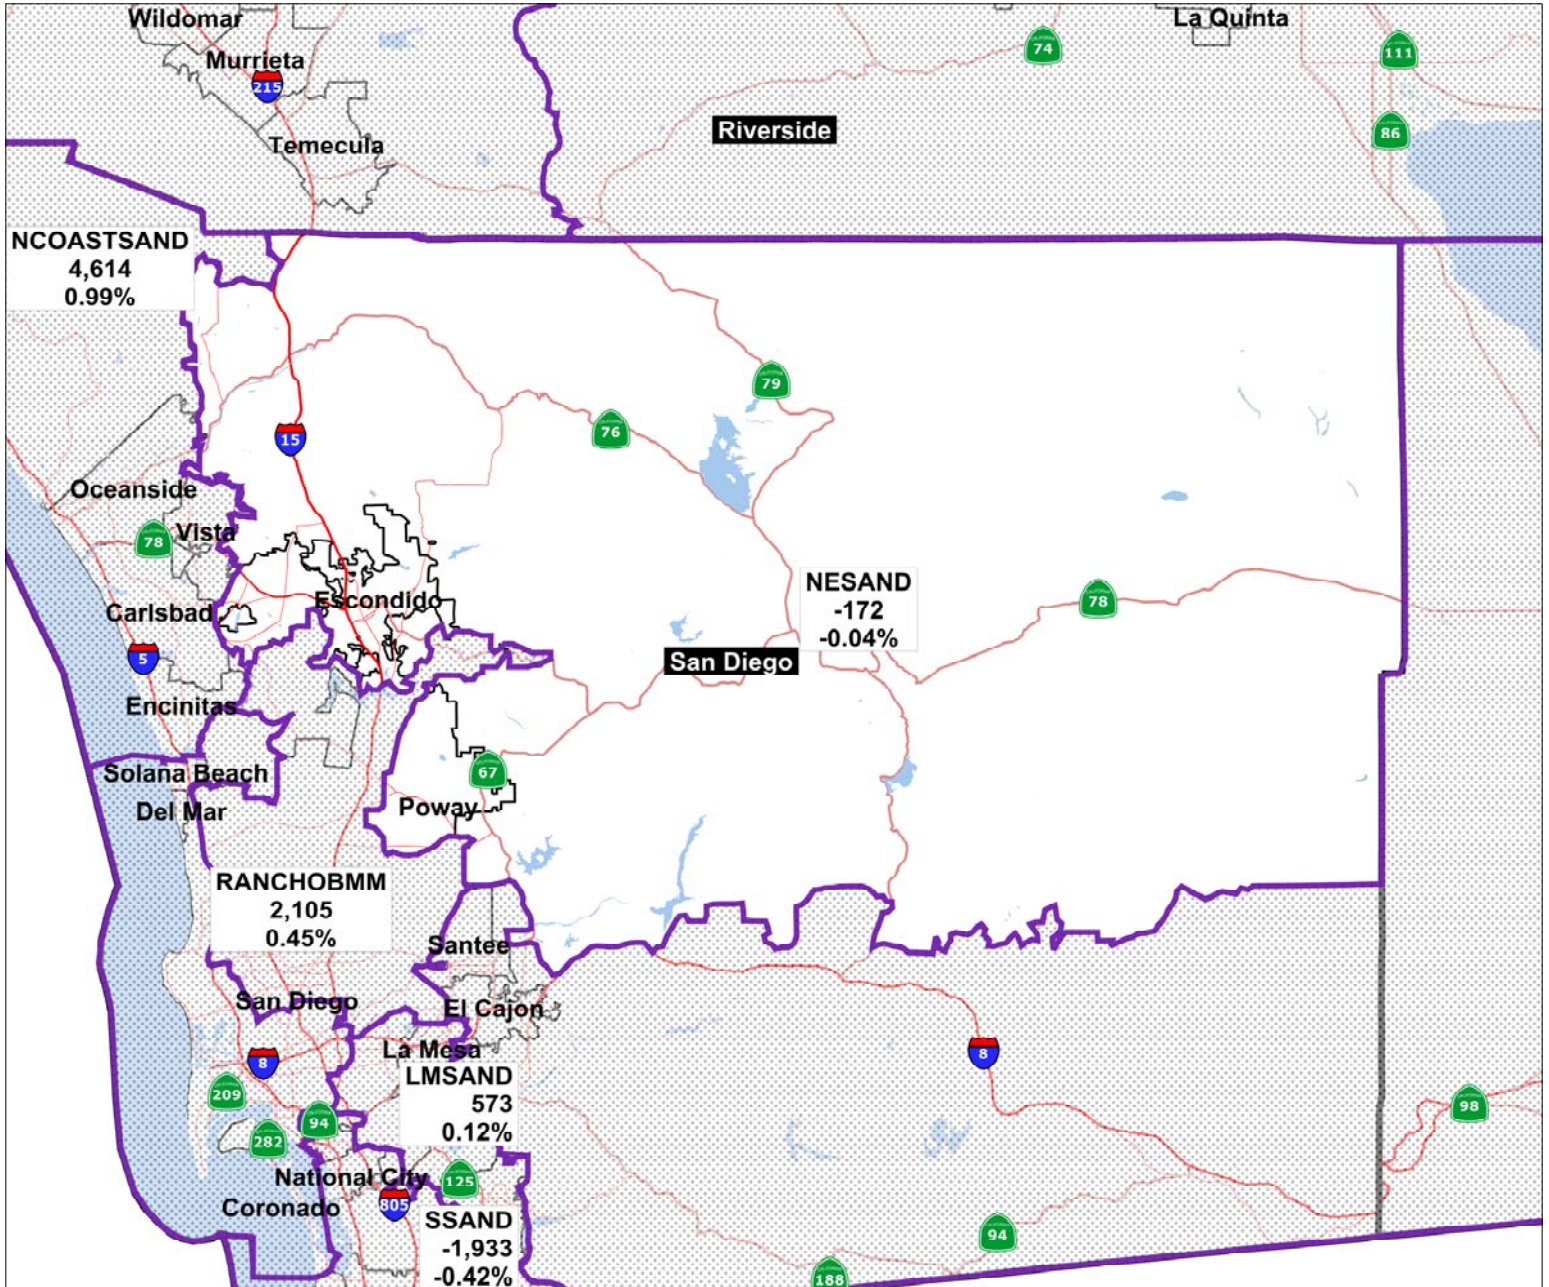 Wildomar
La Quinta
Murrieta
74
111
215
Riverside
86
Temecula
NCOASTSAND
4,614
0.99%
79
76
15
Oceanside
Vista
78
NESAND
-172
-0.04%
78
Escondido
Carlsbad
5
San Diego
Encinitas
Solana Beach
67
Del Mar
Poway
RANCHOBMM
2,105
0.45%
Santee
San Diego
El Cajon
La Mesa
8
8
LMSAND
573
0.12%
209
94
98
282
National City
125
Coronado
805
SSAND
-1,933
-0.42%
94
188